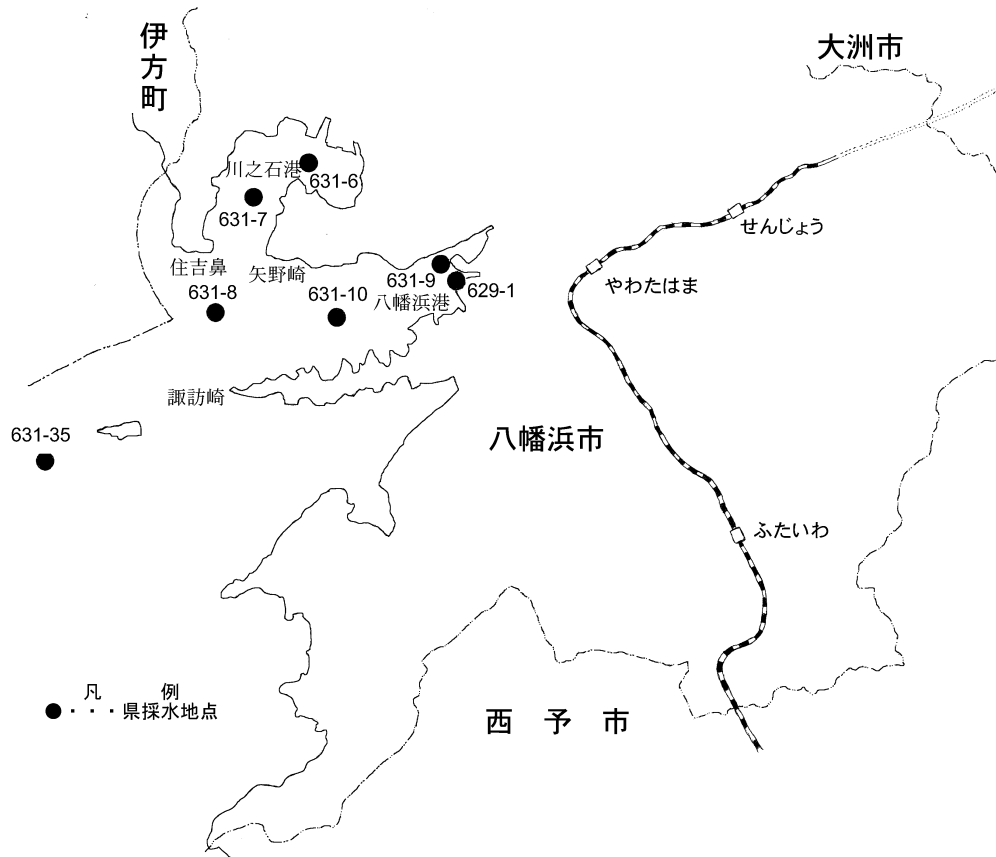 伊方町
大洲市
川之石港
631-6
631-7
せんじょう
住吉鼻
矢野崎
631-9
やわたはま
631-8
631-10
八幡浜港
629-1
諏訪崎
631-35
八幡浜市
ふたいわ
凡 例
●・・・県採水地点
西 予 市